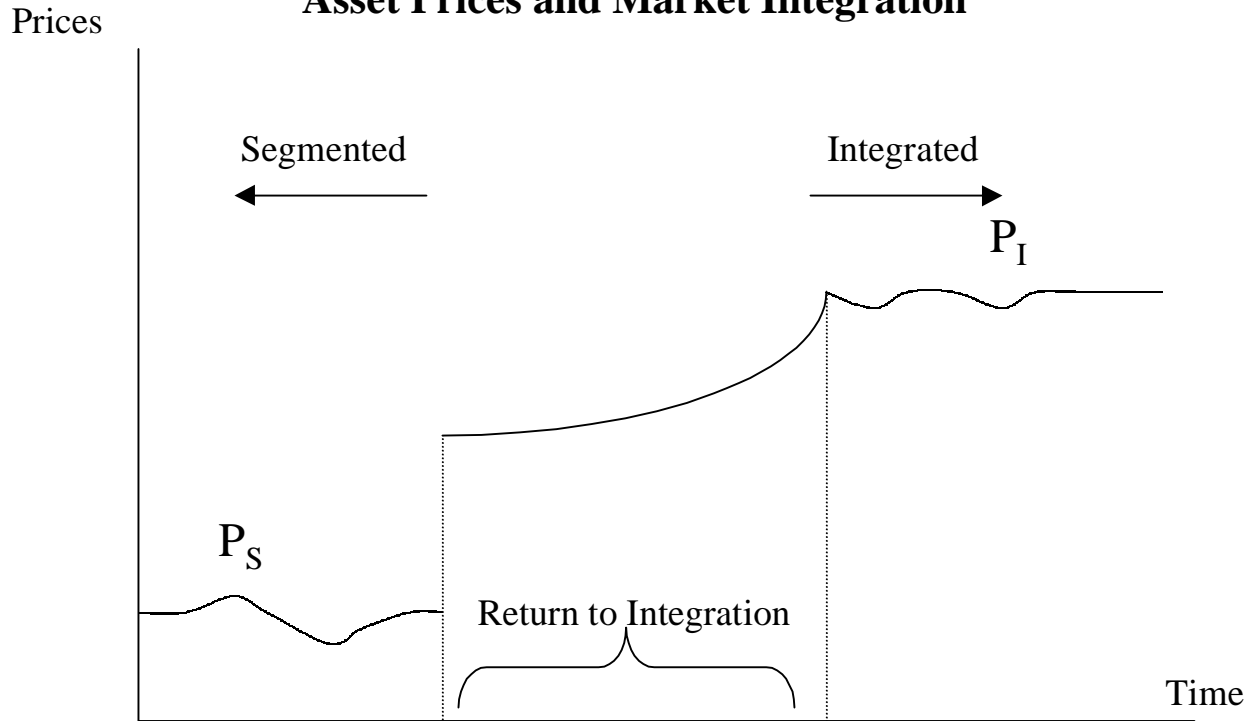 Asset Prices and Market Integration
Prices
Segmented
Integrated
P_I
P_S
Return to Integration
Time